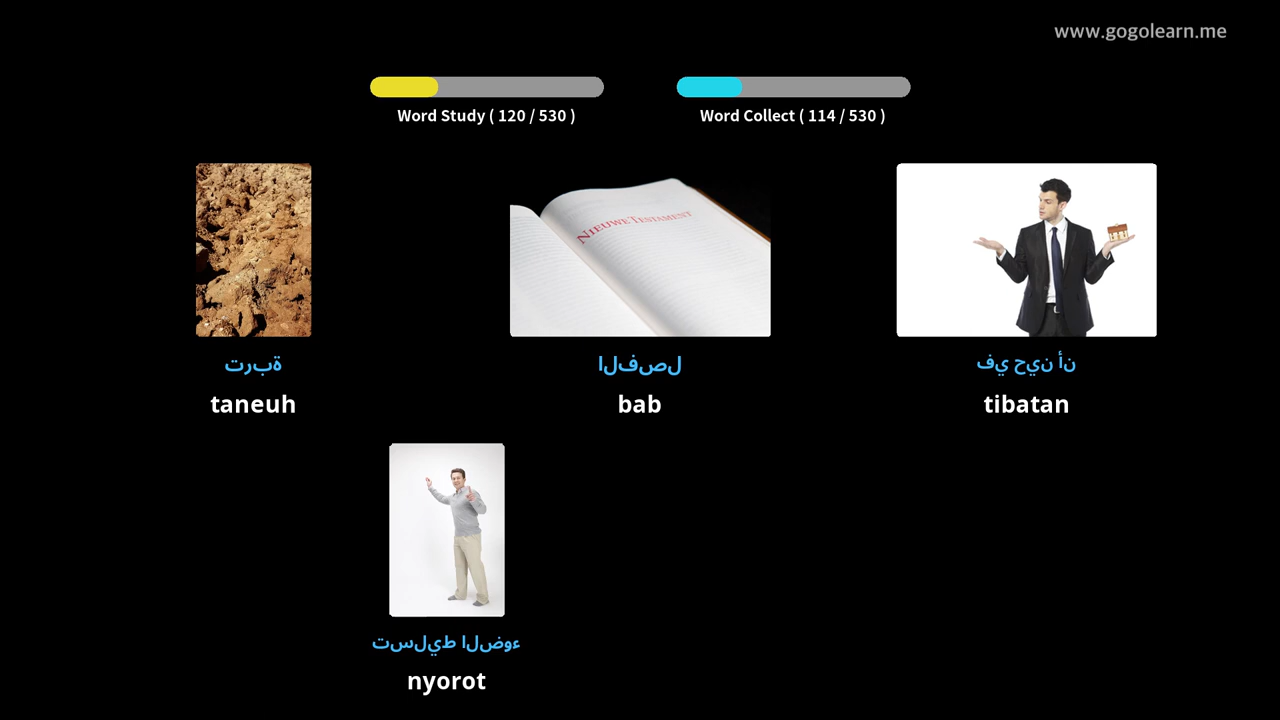 www.gogolearn.me
Word Study ( 120 / 530 )
Word Collect ( 114 / 530 )
تربة
taneuh
الفصل
bab
في حين أن
tibatan
تسليط الضوء
nyorot